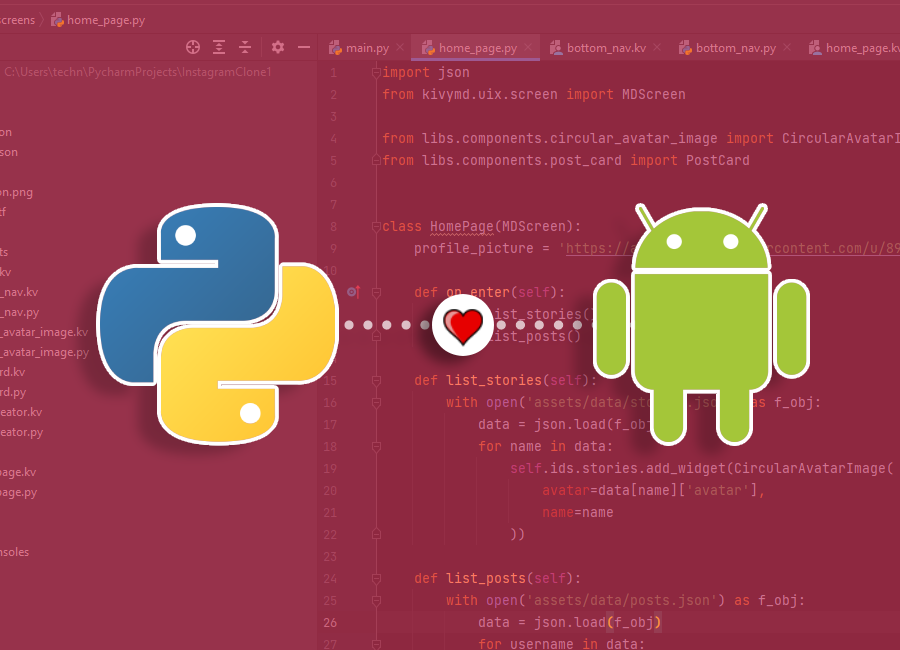 screens home_page.py
main.py home_page.py bottom_nav.kv bottom_nav.py home_page.kv
C:\Users\techn\PycharmProjects\InstagramClone1
on
son
on.png
tf
ts
kv
_nav.kv
_nav.py
_avatar_image.kv
_avatar_image.py
rd.kv
rd.py
eator.kv
eator.py
page.kv
page.py
nsoles
1 import json
2 from kivymd.uix.screen import MDScreen
3
4 from libs.components.circular_avatar_image import CircularAvatarI
5 from libs.components.post_card import PostCard
6
7
8 class HomePage(MDScreen):
9 profile_picture = 'https:// rcontent.com/u/89
10
def on_enter(self):
ist_stories(
ist_posts()
15 def list_stories(self):
16 with open('assets/data/sto .json') as f_obj:
17 data = json.load(f_obj
18 for name in data:
19 self.ids.stories.add_widget(CircularAvatarImage(
20 avatar=data[name]['avatar'],
21 name=name
22 ))
23
24 def list_posts(self):
25 with open('assets/data/posts.json') as f_obj:
26 data = json.load(f_obj)
27 for username in data: